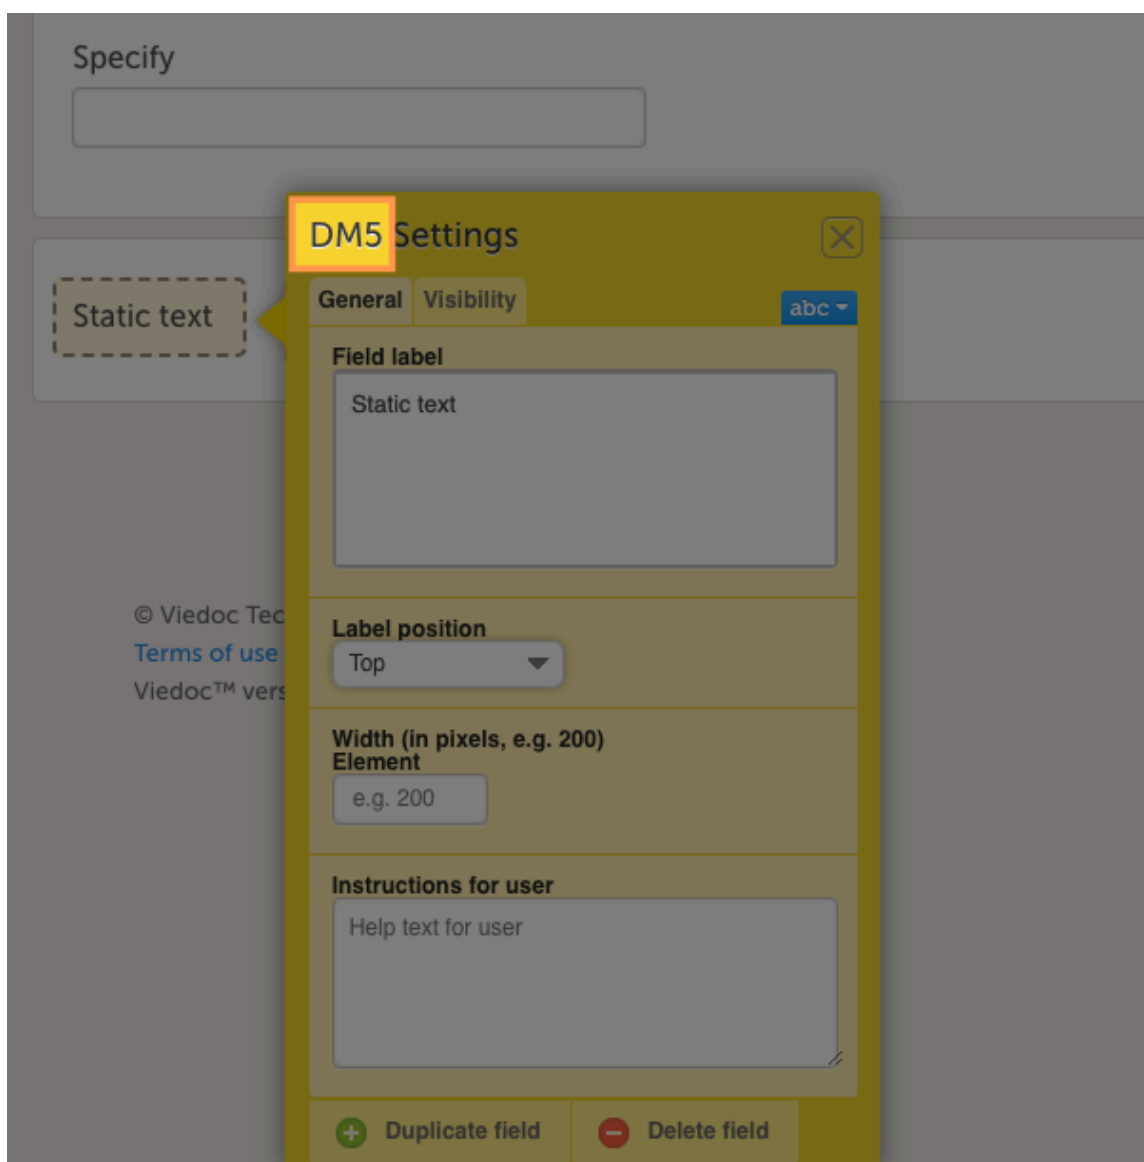 Specify
DM5 Settings
General Visibility
abc
Static text
Field label
Static text
© Viedoc Tec
Terms of use
Viedoc™ vers
Label position
Top
Width (in pixels, e.g. 200)
Element
e.g. 200
Instructions for user
Help text for user
Duplicate field
Delete field